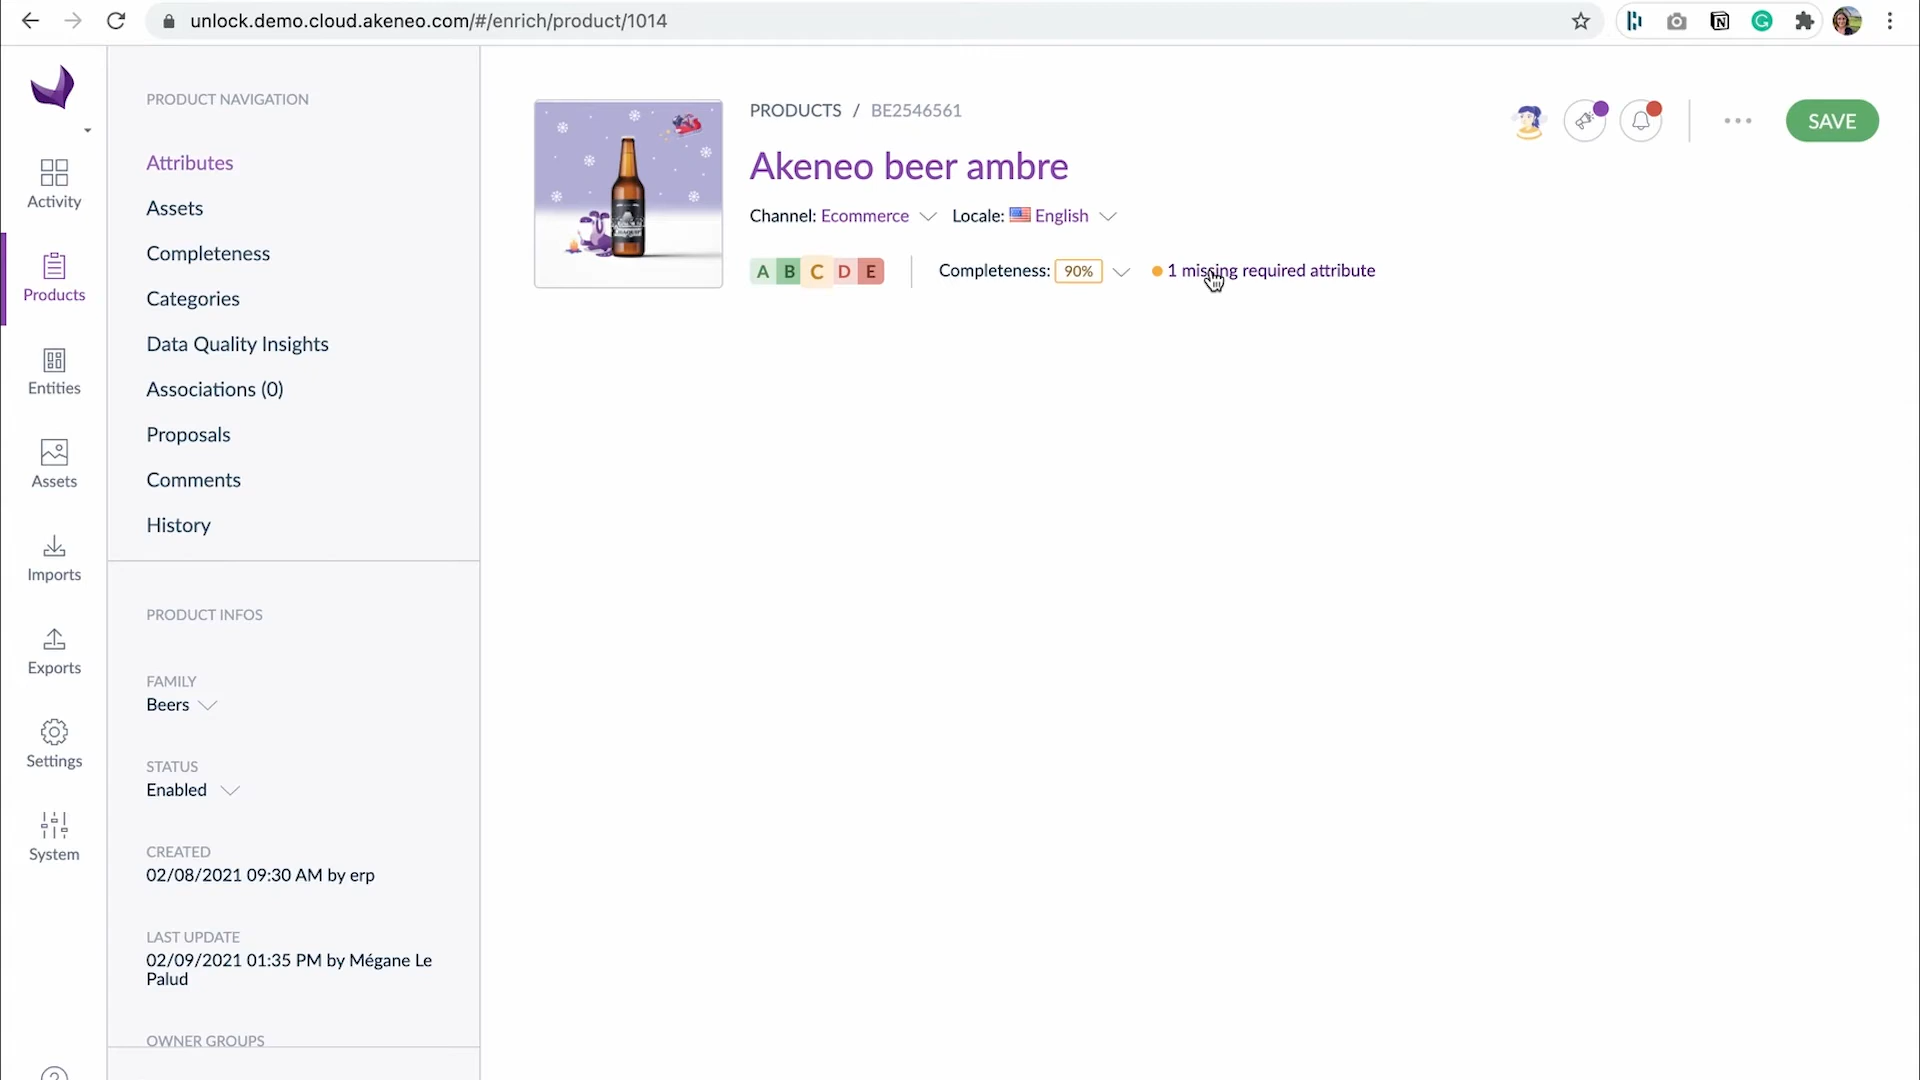 unlock.demo.cloud.akeneo.com/#/enrich/product/1014
Activity
Products
Entities
Assets
Imports
Exports
Settings
System
PRODUCT NAVIGATION
Attributes
Assets
Completeness
Categories
Data Quality Insights
Associations (0)
Proposals
Comments
History
PRODUCT INFOS
FAMILY
Beers
STATUS
Enabled
CREATED
02/08/2021 09:30 AM by erp
LAST UPDATE
02/09/2021 01:35 PM by Mégane Le
Palud
OWNER GROUPS
PRODUCTS / BE2546561
SAVE
Akeneo beer ambre
Channel: Ecommerce Locale: English
A B C D E Completeness: 90% 1 missing required attribute